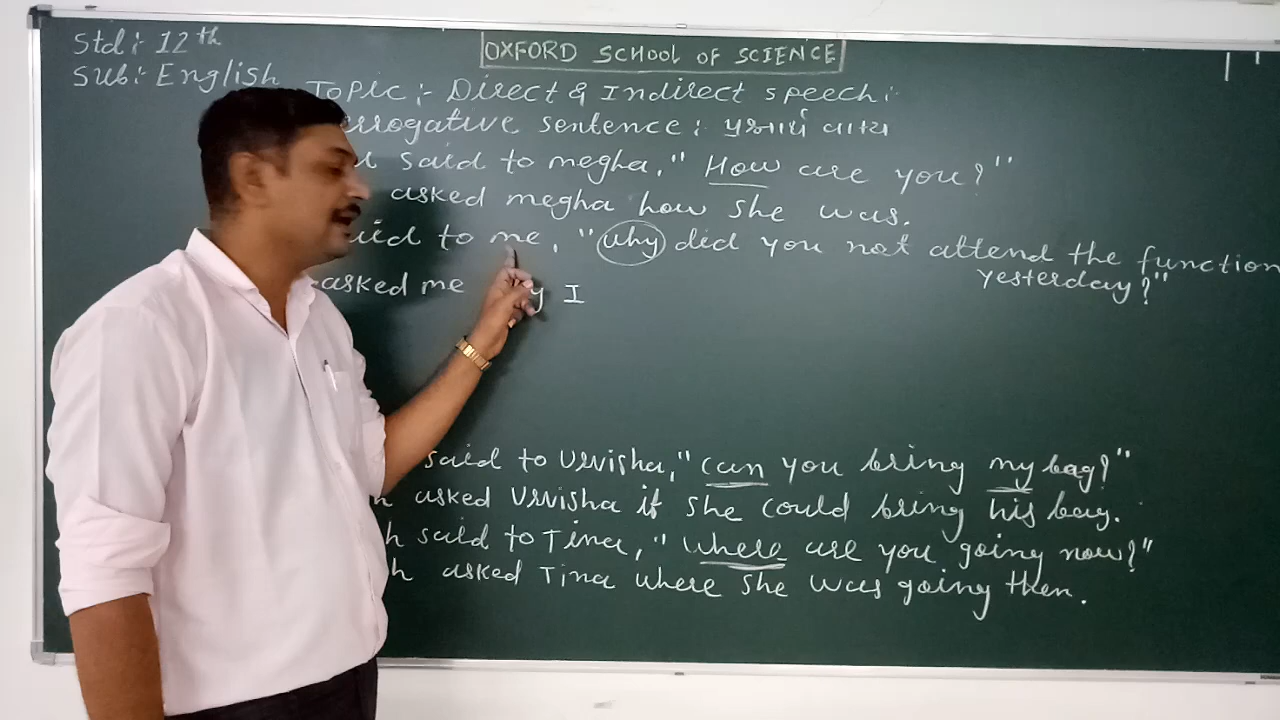 Std:- 12th
OXFORD SCHOOL OF SCIENCE
Sub:- English
Topic:- Direct & Indirect speech:-
errogative sentence: પ્રશ્નાર્થ વાક્ય
said to megha, "How are you?"
asked megha how she was.
said to me, "why did you not attend the function
yesterday?"
asked me y I
said to Urvisha, "can you bring my bag?"
asked Urvisha if she could bring his bag.
h said to Tina, "where are you going now?"
h asked Tina where she was going then.